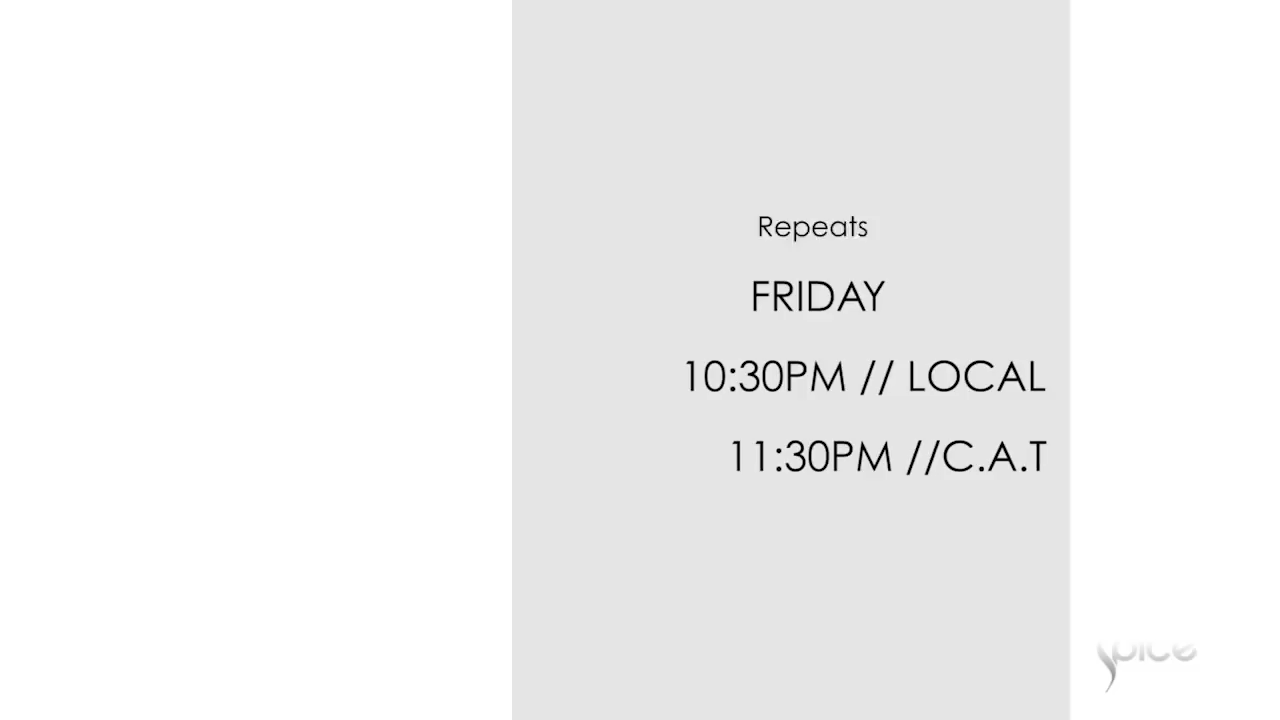 Repeats
FRIDAY
10:30PM // LOCAL
11:30PM //C.A.T
spice